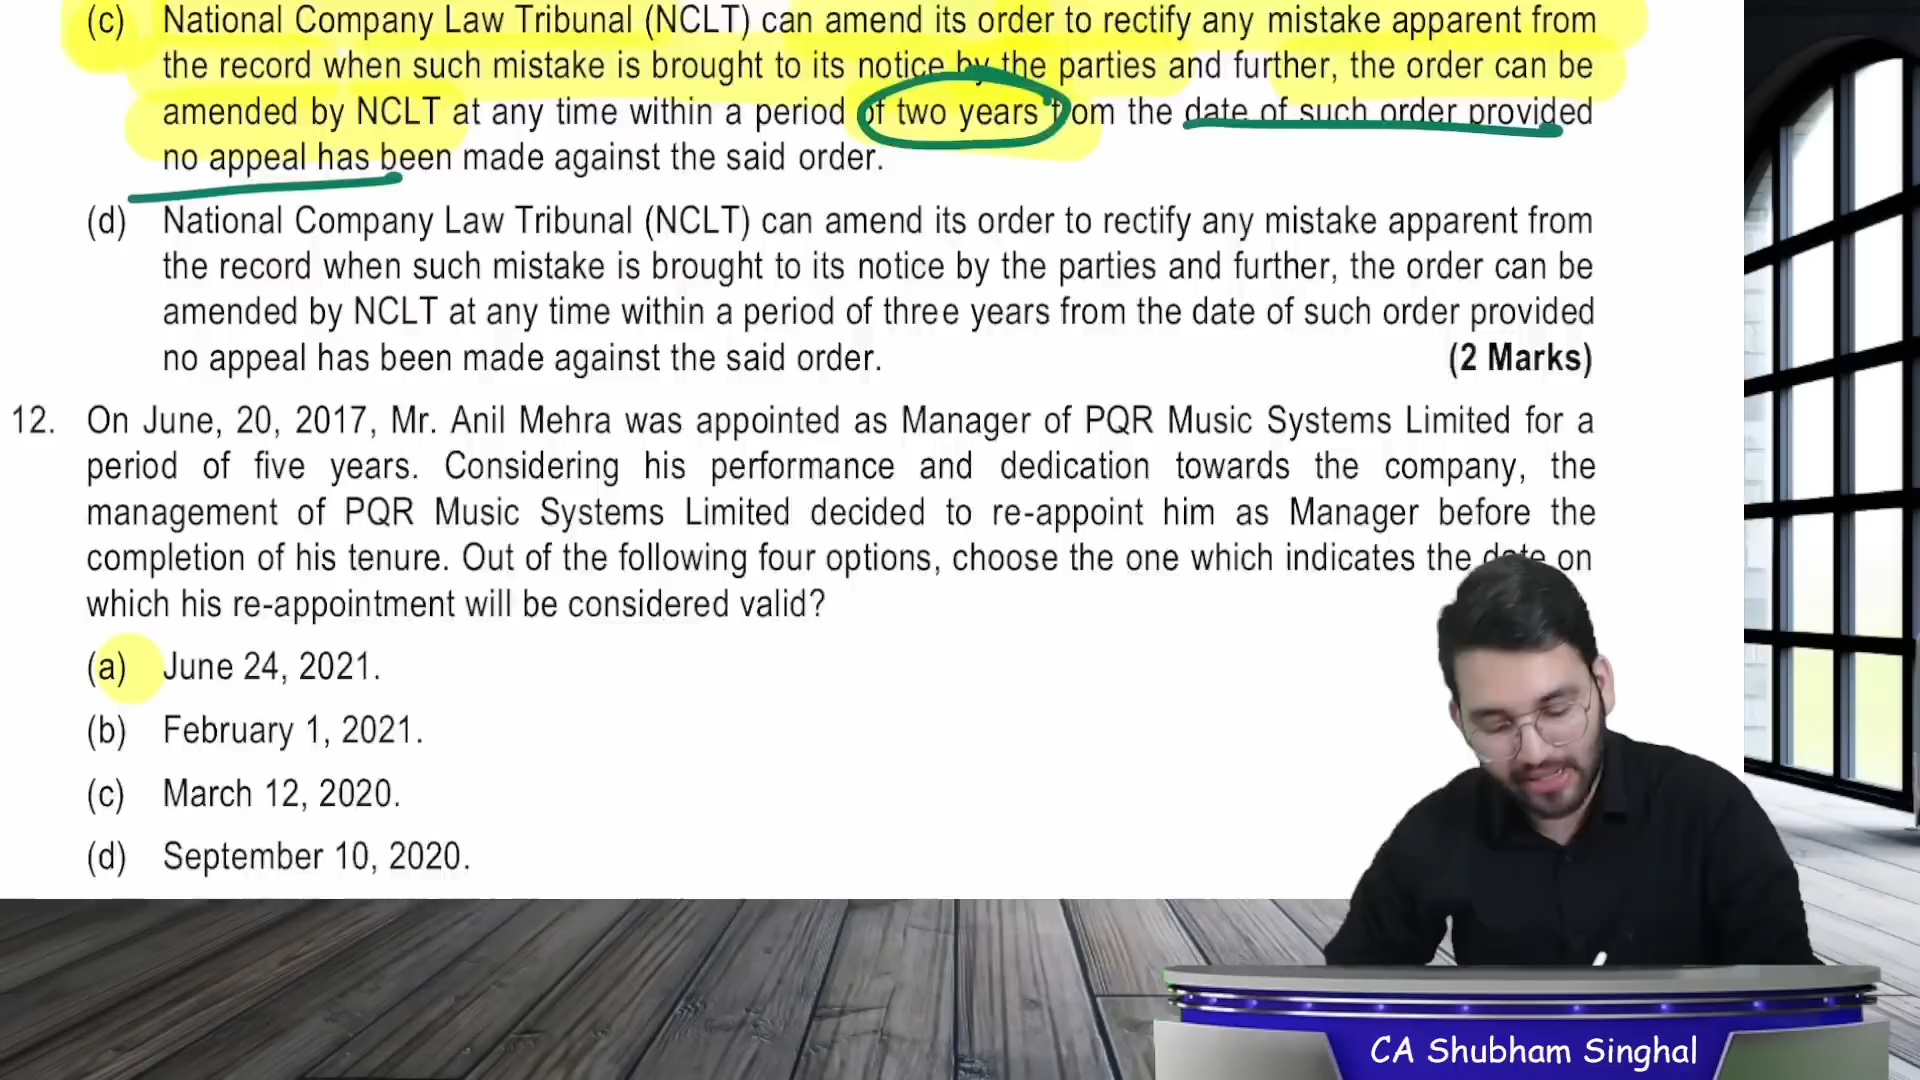 (c) National Company Law Tribunal (NCLT) can amend its order to rectify any mistake apparent from
the record when such mistake is brought to its notice by the parties and further, the order can be
amended by NCLT at any time within a period of two years from the date of such order provided
no appeal has been made against the said order.
(d) National Company Law Tribunal (NCLT) can amend its order to rectify any mistake apparent from
the record when such mistake is brought to its notice by the parties and further, the order can be
amended by NCLT at any time within a period of three years from the date of such order provided
no appeal has been made against the said order. (2 Marks)
12. On June, 20, 2017, Mr. Anil Mehra was appointed as Manager of PQR Music Systems Limited for a
period of five years. Considering his performance and dedication towards the company, the
management of PQR Music Systems Limited decided to re-appoint him as Manager before the
completion of his tenure. Out of the following four options, choose the one which indicates the date on
which his re-appointment will be considered valid?
(a) June 24, 2021.
(b) February 1, 2021.
(c) March 12, 2020.
(d) September 10, 2020.
CA Shubham Singhal